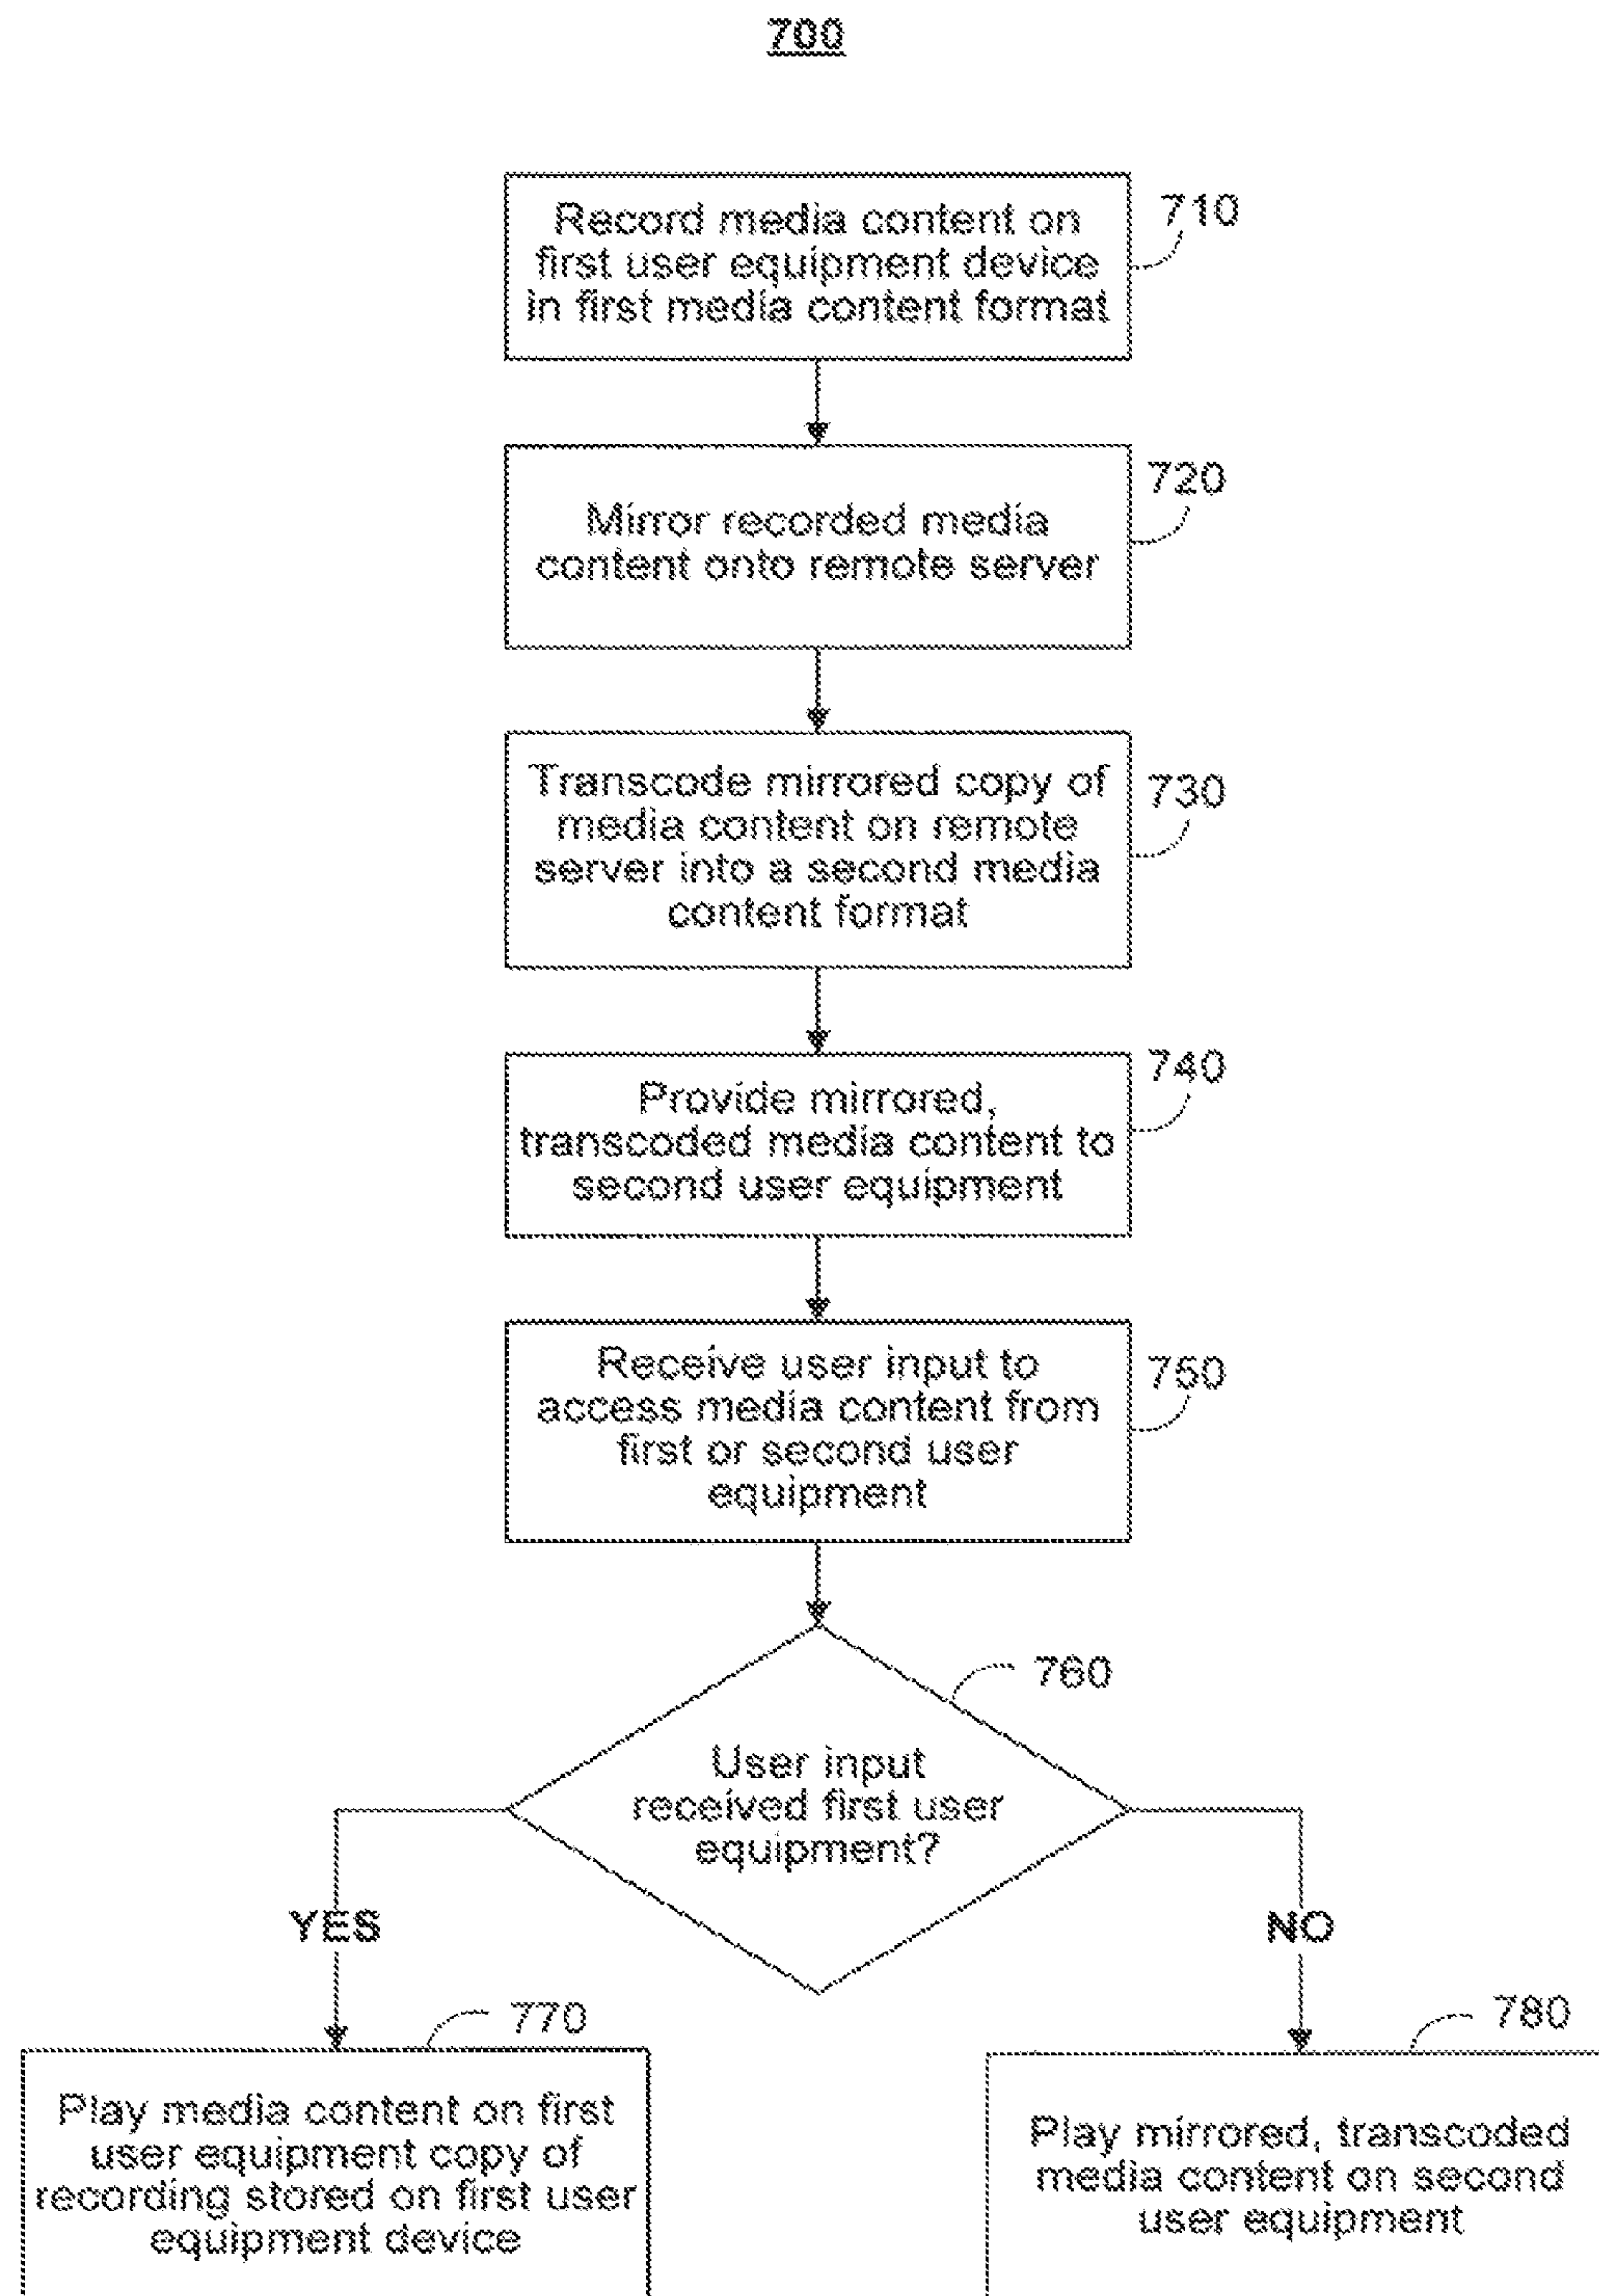 700
Record media content on
first user equipment device
in first media content format
710
Mirror recorded media
content onto remote server
720
Transcode mirrored copy of
media content on remote
server into a second media
content format
730
Provide mirrored,
transcoded media content to
second user equipment
740
Receive user input to
access media content from
first or second user
equipment
750
User input
received first user
equipment?
760
YES
NO
770
Play media content on first
user equipment copy of
recording stored on first user
equipment device
780
Play mirrored, transcoded
media content on second
user equipment